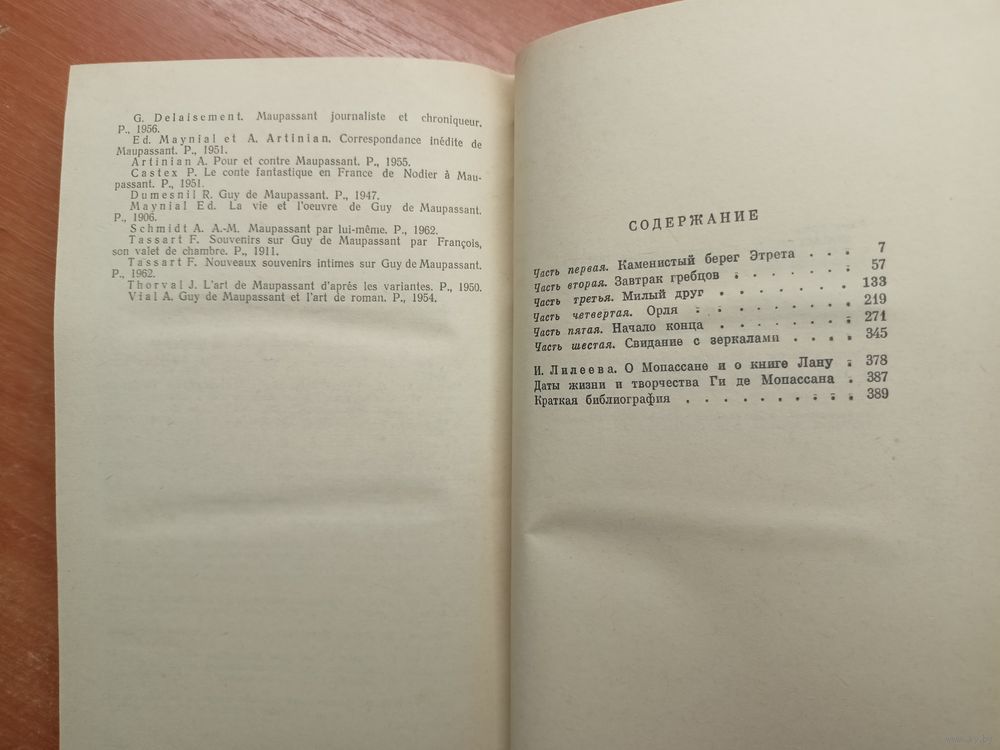 G. Delaisement. Maupassant journaliste et chroniqueur.
P., 1956.
Ed. Maynial et A. Artinian. Correspondance inédite de
Maupassant. P., 1951.
Artinian A. Pour et contre Maupassant. P., 1955.
Castex P. Le conte fantastique en France de Nodier à Mau-
passant. P., 1951.
Dumesnil R. Guy de Maupassant. P., 1947.
Maynial Ed. La vie et l'oeuvre de Guy de Maupassant.
P., 1906.
Schmidt A. A.-M. Maupassant par lui-même. P., 1962.
Tassart F. Souvenirs sur Guy de Maupassant par François,
son valet de chambre. P., 1911.
Tassart F. Nouveaux souvenirs intimes sur Guy de Maupassant.
P., 1962.
Thorval J. L'art de Maupassant d'aprés les variantes. P., 1950.
Vial A. Guy de Maupassant et l'art de roman. P., 1954.
СОДЕРЖАНИЕ
Часть первая. Каменистый берег Этрета . . . 7
Часть вторая. Завтрак гребцов . . . . . . . 57
Часть третья. Милый друг . . . . . . . . 133
Часть четвертая. Орля . . . . . . . . . 219
Часть пятая. Начало конца . . . . . . . . 271
Часть шестая. Свидание с зеркалами . . . . 345
И. Лилеева. О Мопассане и о книге Лану . 378
Даты жизни и творчества Ги де Мопассана . 387
Краткая библиография . . . . . . . . . . 389